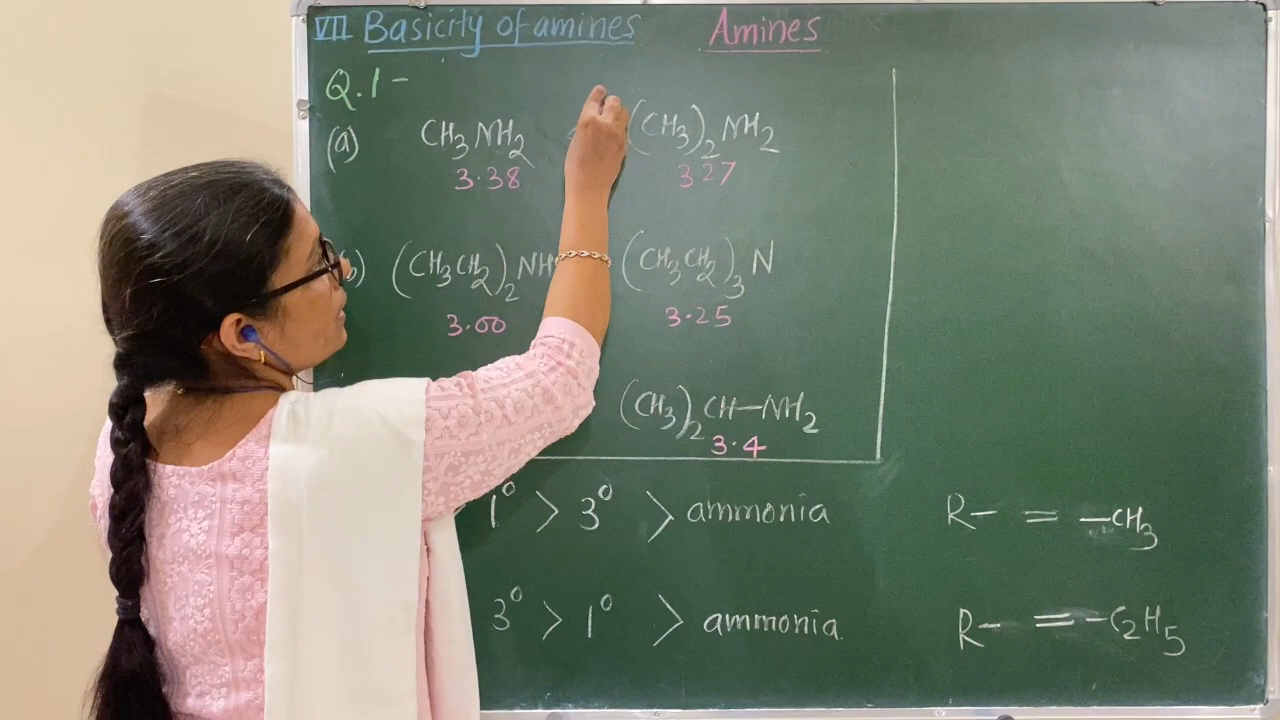 VII Basicity of amines Amines
Q.1-
(a) CH₃NH₂ < (CH₃)₂NH₂
3.38 3.27
b) (CH₃CH₂)₂NH (CH₃CH₂)₃N
3.00 3.25
(CH₃)₂CH-NH₂
3.4
1° > 3° > ammonia R- = -CH₃
3° > 1° > ammonia R- = -C₂H₅